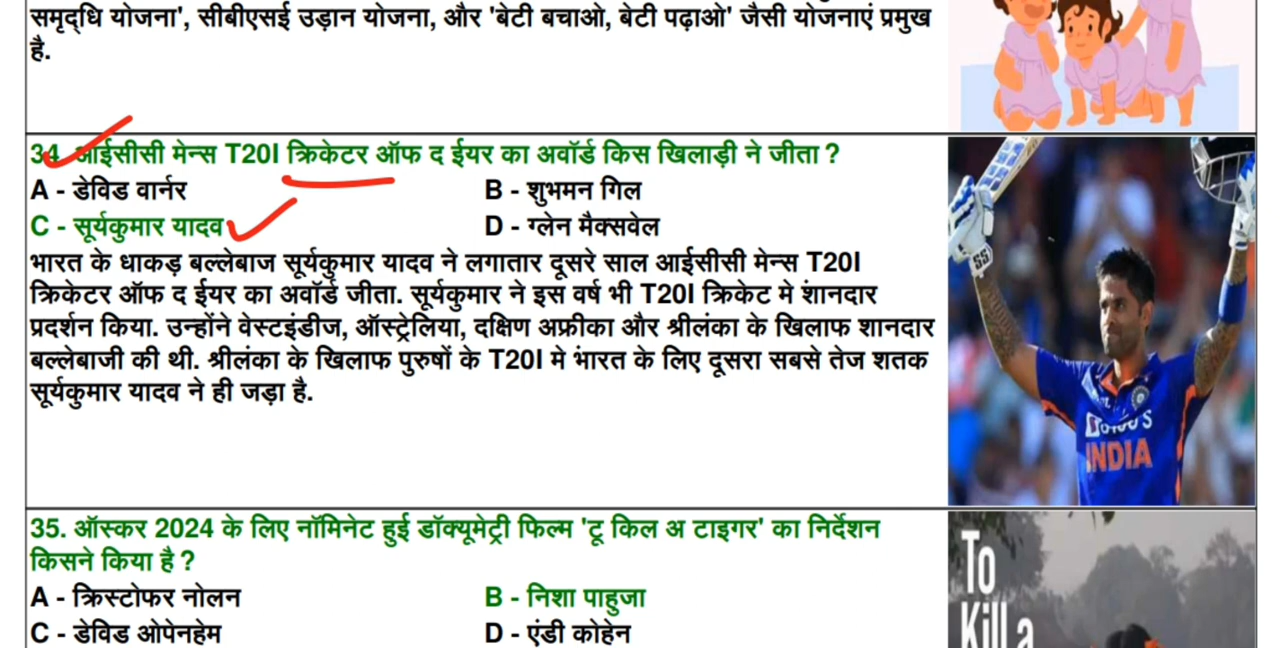 समृद्धि योजना', सीबीएसई उड़ान योजना, और 'बेटी बचाओ, बेटी पढ़ाओ' जैसी योजनाएं प्रमुख
है.
34. आईसीसी मेन्स T20I क्रिकेटर ऑफ द ईयर का अवॉर्ड किस खिलाड़ी ने जीता ?
A - डेविड वार्नर
B - शुभमन गिल
C - सूर्यकुमार यादव
D - ग्लेन मैक्सवेल
भारत के धाकड़ बल्लेबाज सूर्यकुमार यादव ने लगातार दूसरे साल आईसीसी मेन्स T20I
क्रिकेटर ऑफ द ईयर का अवॉर्ड जीता. सूर्यकुमार ने इस वर्ष भी T20I क्रिकेट मे शंानदार
प्रदर्शन किया. उन्होंने वेस्टइंडीज, ऑस्ट्रेलिया, दक्षिण अफ्रीका और श्रीलंका के खिलाफ शानदार
बल्लेबाजी की थी. श्रीलंका के खिलाफ पुरुषों के T20I मे भंारत के लिए दूसरा सबसे तेज शतक
सूर्यकुमार यादव ने ही जड़ा है.
SS
INDIA
35. ऑस्कर 2024 के लिए नॉमिनेट हुई डॉक्यूमेट्री फिल्म 'टू किल अ टाइगर' का निर्देशन
किसने किया है ?
A - क्रिस्टोफर नोलन
B - निशा पाहुजा
C - डेविड ओपेनहेम
D - एंडी कोहेन
To
Kill a